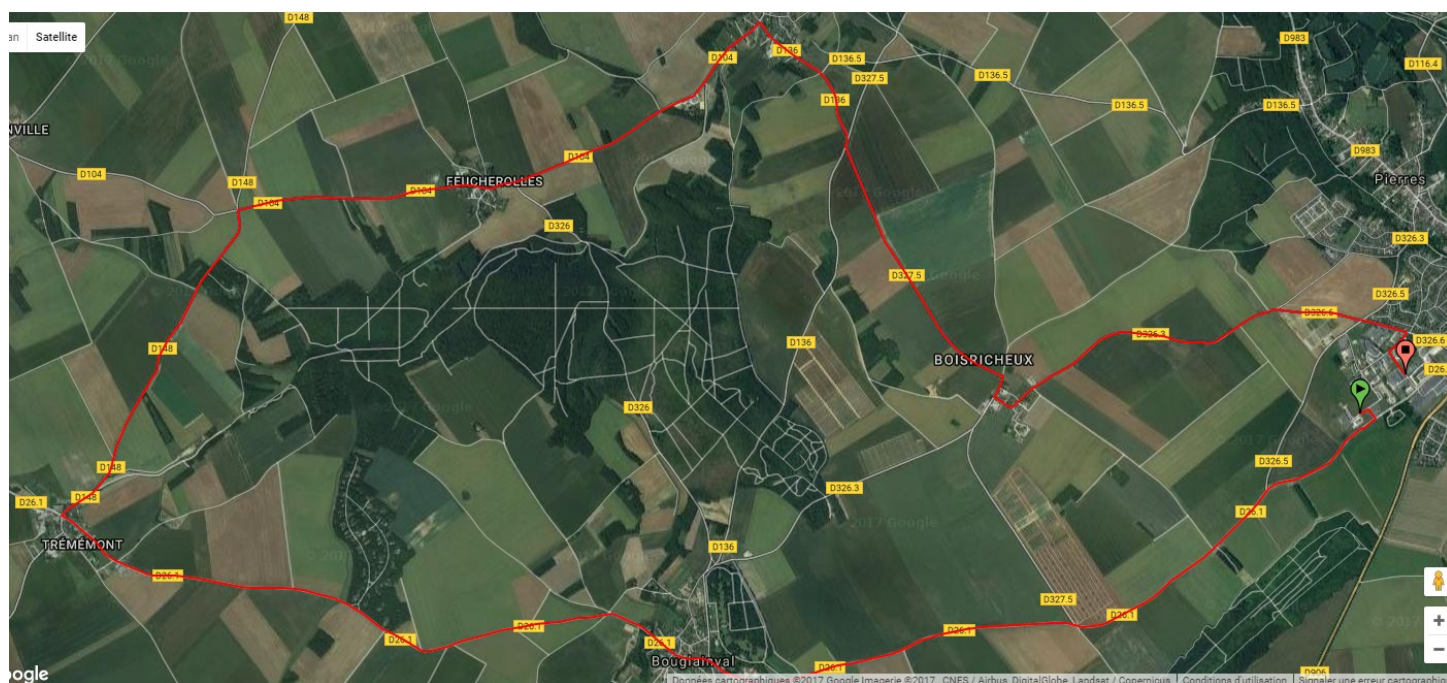 an Satellite
D148
D983
D104
D136
D136.5
D116.4
D327.5
D136.5
D136
D136.5
D136.5
NVILLE
D983
D104
D104
D148
FEUCHEROLLES
D104
Pierres
D104
D326
D326.3
D327.5
D326.5
D326.6
D326.3
D136
D326.6
D148
BOISRICHEUX
D26.
D326
D148
D326.5
D148
D326.3
D26.1
D26.1
TRÉMÉMONT
D136
D26.1
D327.5
D26.1
D26.1
D26.1
D26.1
D26.1
Bouglainval
D26.1
D906
oogle
Données cartographiques ©2017 Google Imagerie ©2017, CNES / Airbus, DigitalGlobe, Landsat / Copernicus
Conditions d'utilisation
Signaler une erreur cartographiq